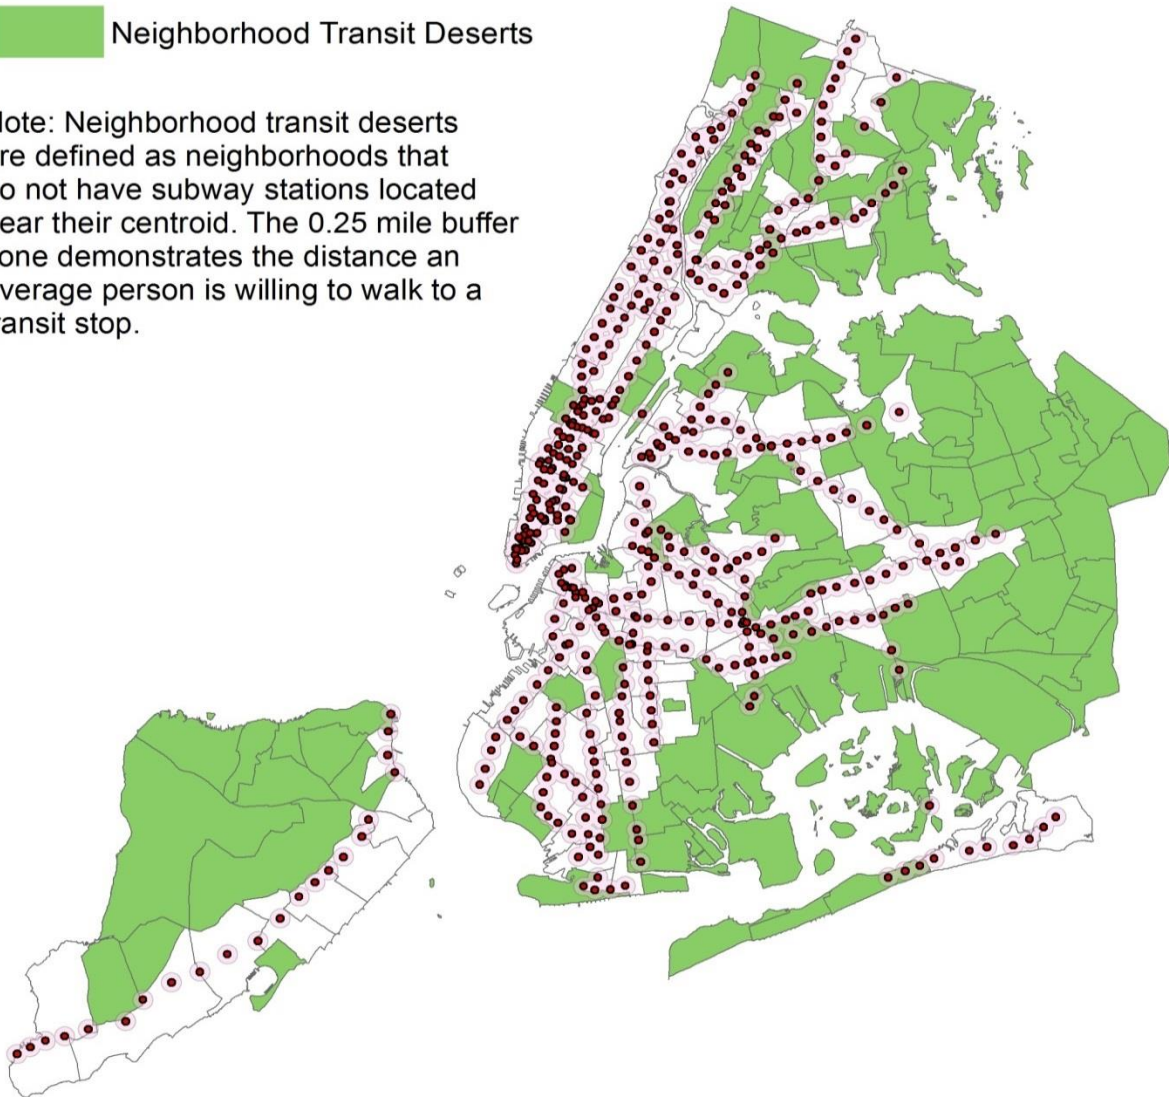 Neighborhood Transit Deserts
lote: Neighborhood transit deserts
re defined as neighborhoods that
o not have subway stations located
ear their centroid. The 0.25 mile buffer
one demonstrates the distance an
verage person is willing to walk to a
ansit stop.